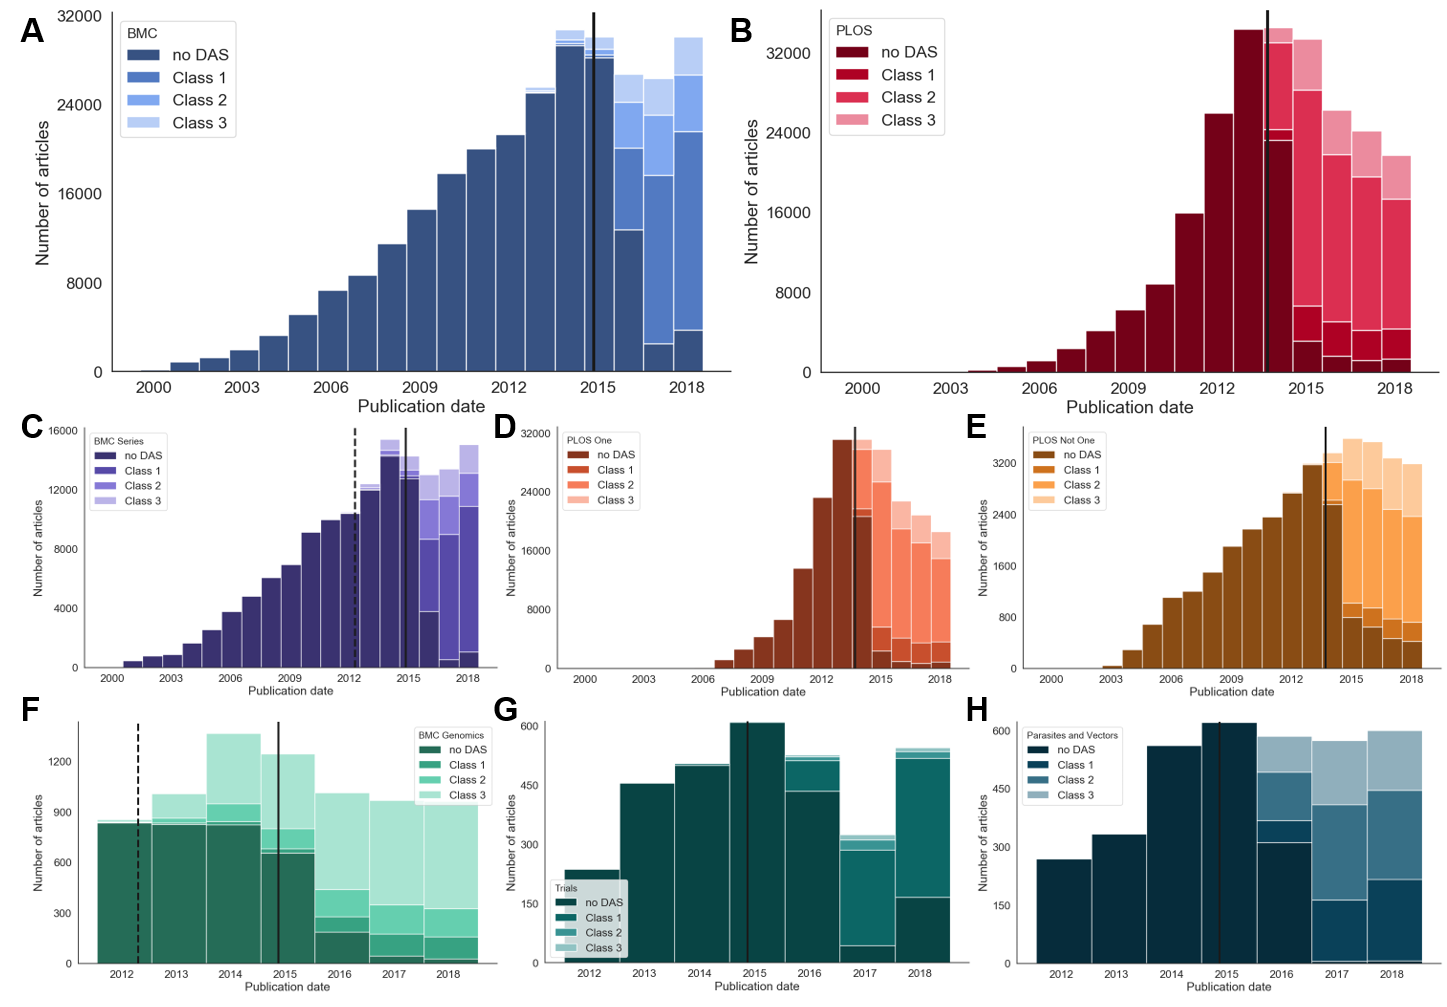 A
BMC
no DAS
Class 1
Class 2
Class 3
32000
24000
16000
8000
0
Number of articles
2000 2003 2006 2009 2012 2015 2018
Publication date
B
PLOS
no DAS
Class 1
Class 2
Class 3
32000
24000
16000
8000
0
Number of articles
2000 2003 2006 2009 2012 2015 2018
Publication date
C
BMC Series
no DAS
Class 1
Class 2
Class 3
16000
12000
8000
4000
0
Number of articles
2000 2003 2006 2009 2012 2015 2018
Publication date
D
PLOS One
no DAS
Class 1
Class 2
Class 3
32000
24000
16000
8000
0
Number of articles
2000 2003 2006 2009 2012 2015 2018
Publication date
E
PLOS Not One
no DAS
Class 1
Class 2
Class 3
3200
2400
1600
800
0
Number of articles
2000 2003 2006 2009 2012 2015 2018
Publication date
F
BMC Genomics
no DAS
Class 1
Class 2
Class 3
1200
900
600
300
0
Number of articles
2012 2013 2014 2015 2016 2017 2018
Publication date
G
600
450
300
150
0
Number of articles
Trials
no DAS
Class 1
Class 2
Class 3
2012 2013 2014 2015 2016 2017 2018
Publication date
H
Parasites and Vectors
no DAS
Class 1
Class 2
Class 3
600
450
300
150
0
Number of articles
2012 2013 2014 2015 2016 2017 2018
Publication date